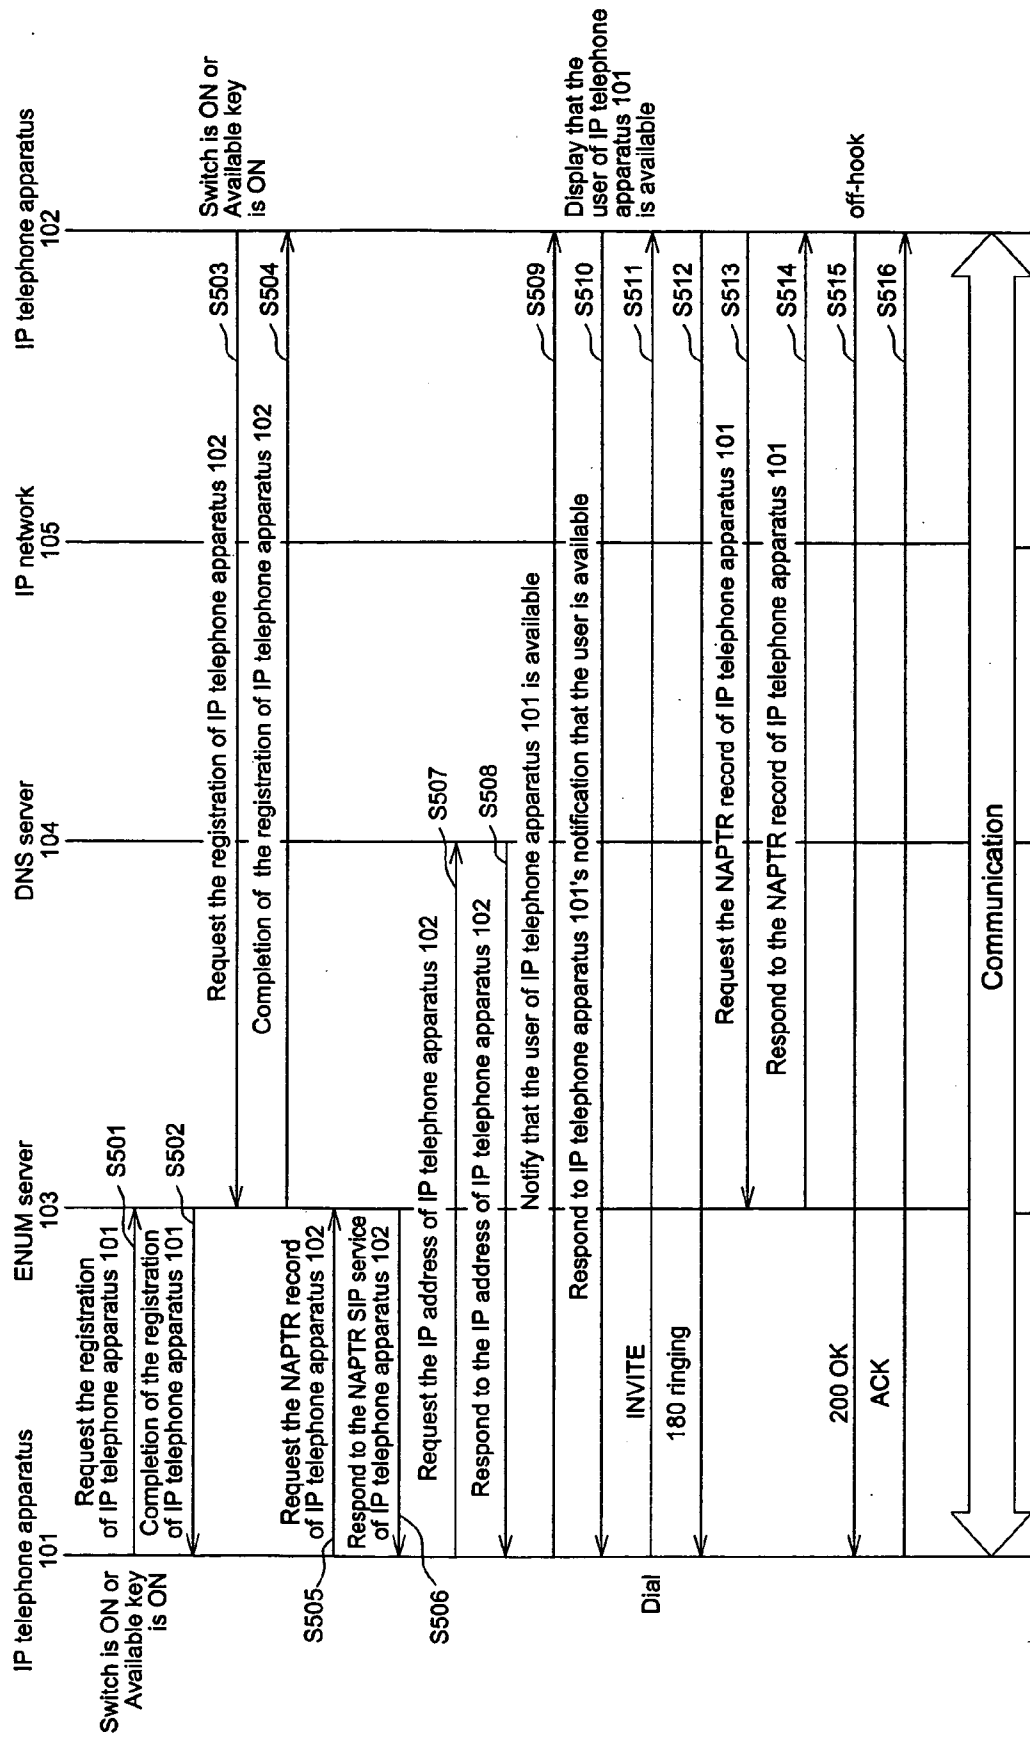 IP telephone apparatus
101
ENUM server
103
DNS server
104
IP network
105
IP telephone apparatus
102
Switch is ON or
Available key
is ON
Request the registration
of IP telephone apparatus 101
S501
Completion of the registration
of IP telephone apparatus 101
S502
Switch is ON or
Available key
is ON
Request the registration of IP telephone apparatus 102
S503
Completion of the registration of IP telephone apparatus 102
S504
S505
Request the NAPTR record
of IP telephone apparatus 102
Respond to the NAPTR SIP service
of IP telephone apparatus 102
S506
Request the IP address of IP telephone apparatus 102
S507
Respond to the IP address of IP telephone apparatus 102
S508
Notify that the user of IP telephone apparatus 101 is available
S509
Display that the
user of IP telephone
apparatus 101
is available
Respond to IP telephone apparatus 101's notification that the user is available
S510
Dial
INVITE
S511
180 ringing
S512
Request the NAPTR record of IP telephone apparatus 101
S513
Respond to the NAPTR record of IP telephone apparatus 101
S514
200 OK
S515
off-hook
ACK
S516
Communication